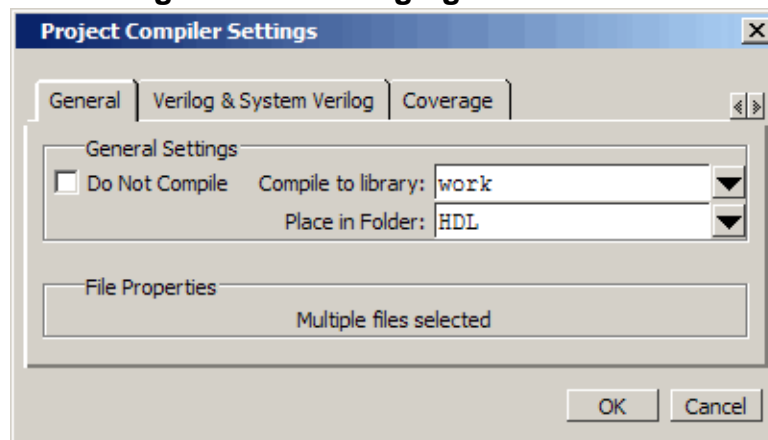 Project Compiler Settings
General Verilog & System Verilog Coverage
General Settings
Do Not Compile Compile to library: work
Place in Folder: HDL
File Properties
Multiple files selected
OK Cancel